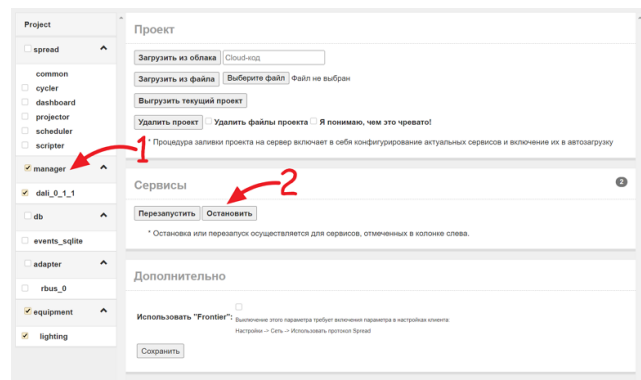 Project
spread
common
cycler
dashboard
projector
scheduler
scripter
manager
dali_0_1_1
db
events_sqlite
adapter
rbus_0
equipment
lighting
Проект
Загрузить из облака Cloud-код
Загрузить из файла Выберите файл Файл не выбран
Выгрузить текущий проект
Удалить проект Удалить файлы проекта Я понимаю, чем это чревато!
* Процедура заливки проекта на сервер включает в себя конфигурирование актуальных сервисов и включение их в автозагрузку
1
Сервисы 2
2
Перезапустить Остановить
* Остановка или перезапуск осуществляется для сервисов, отмеченных в колонке слева.
Дополнительно
Использовать "Frontier": Выключение этого параметра требует включения параметра в настройках клиента:
Настройки -> Сеть -> Использовать протокол Spread
Сохранить